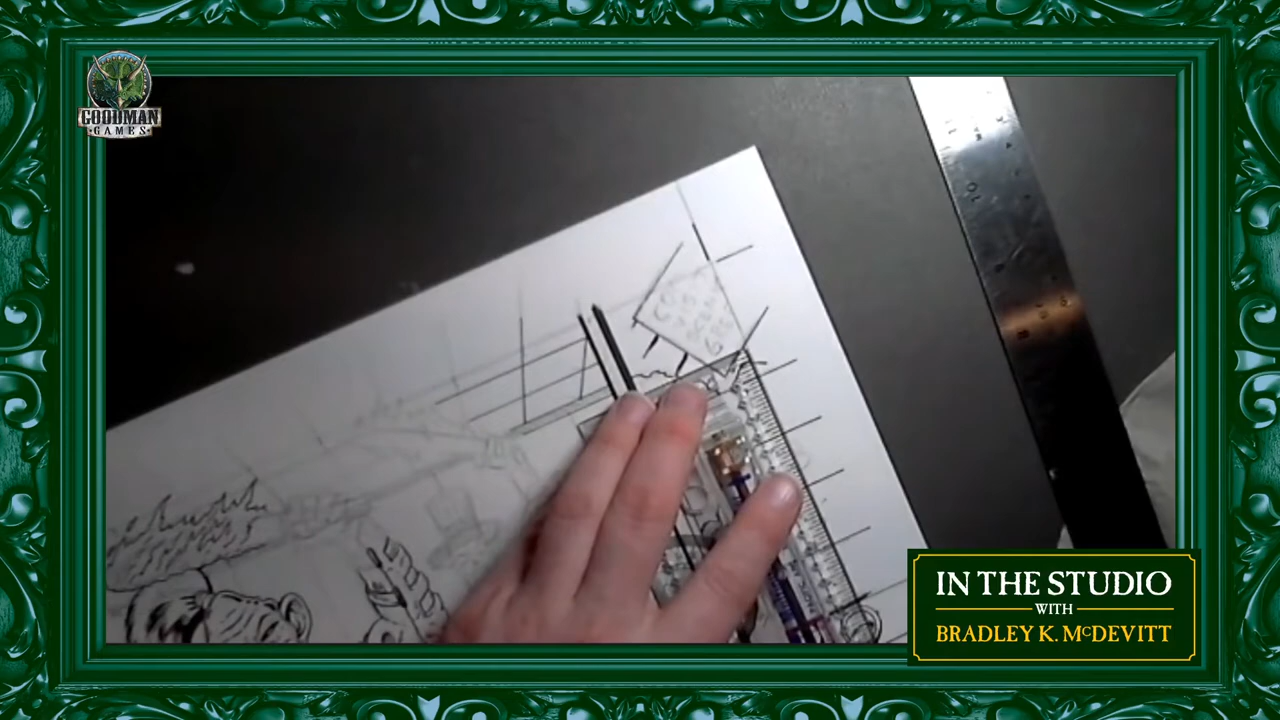 GOODMAN
GAMES
IN THE STUDIO
WITH
BRADLEY K. McDEVITT